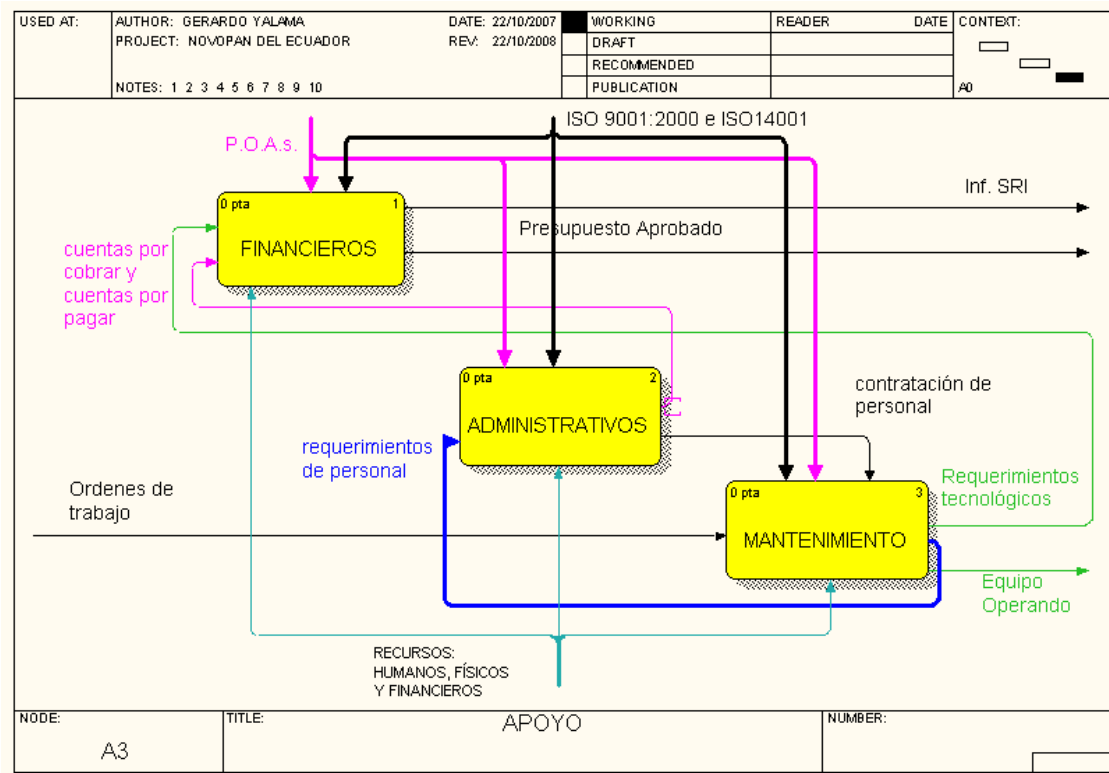 USED AT:
AUTHOR: GERARDO YALAMA
DATE: 22/10/2007
WORKING
READER
DATE
CONTEXT:
PROJECT: NOVOPAN DEL ECUADOR
REV: 22/10/2008
DRAFT
RECOMMENDED
NOTES: 1 2 3 4 5 6 7 8 9 10
PUBLICATION
A0
ISO 9001:2000 e ISO14001
P.O.A.s.
Inf. SRI
0 pta
1
FINANCIEROS
Presupuesto Aprobado
cuentas por
cobrar y
cuentas por
pagar
0 pta
2
ADMINISTRATIVOS
contratación de
personal
requerimientos
de personal
Ordenes de
trabajo
0 pta
3
MANTENIMIENTO
Requerimientos
tecnológicos
Equipo
Operando
RECURSOS:
HUMANOS, FÍSICOS
Y FINANCIEROS
NODE:
A3
TITLE:
APOYO
NUMBER: